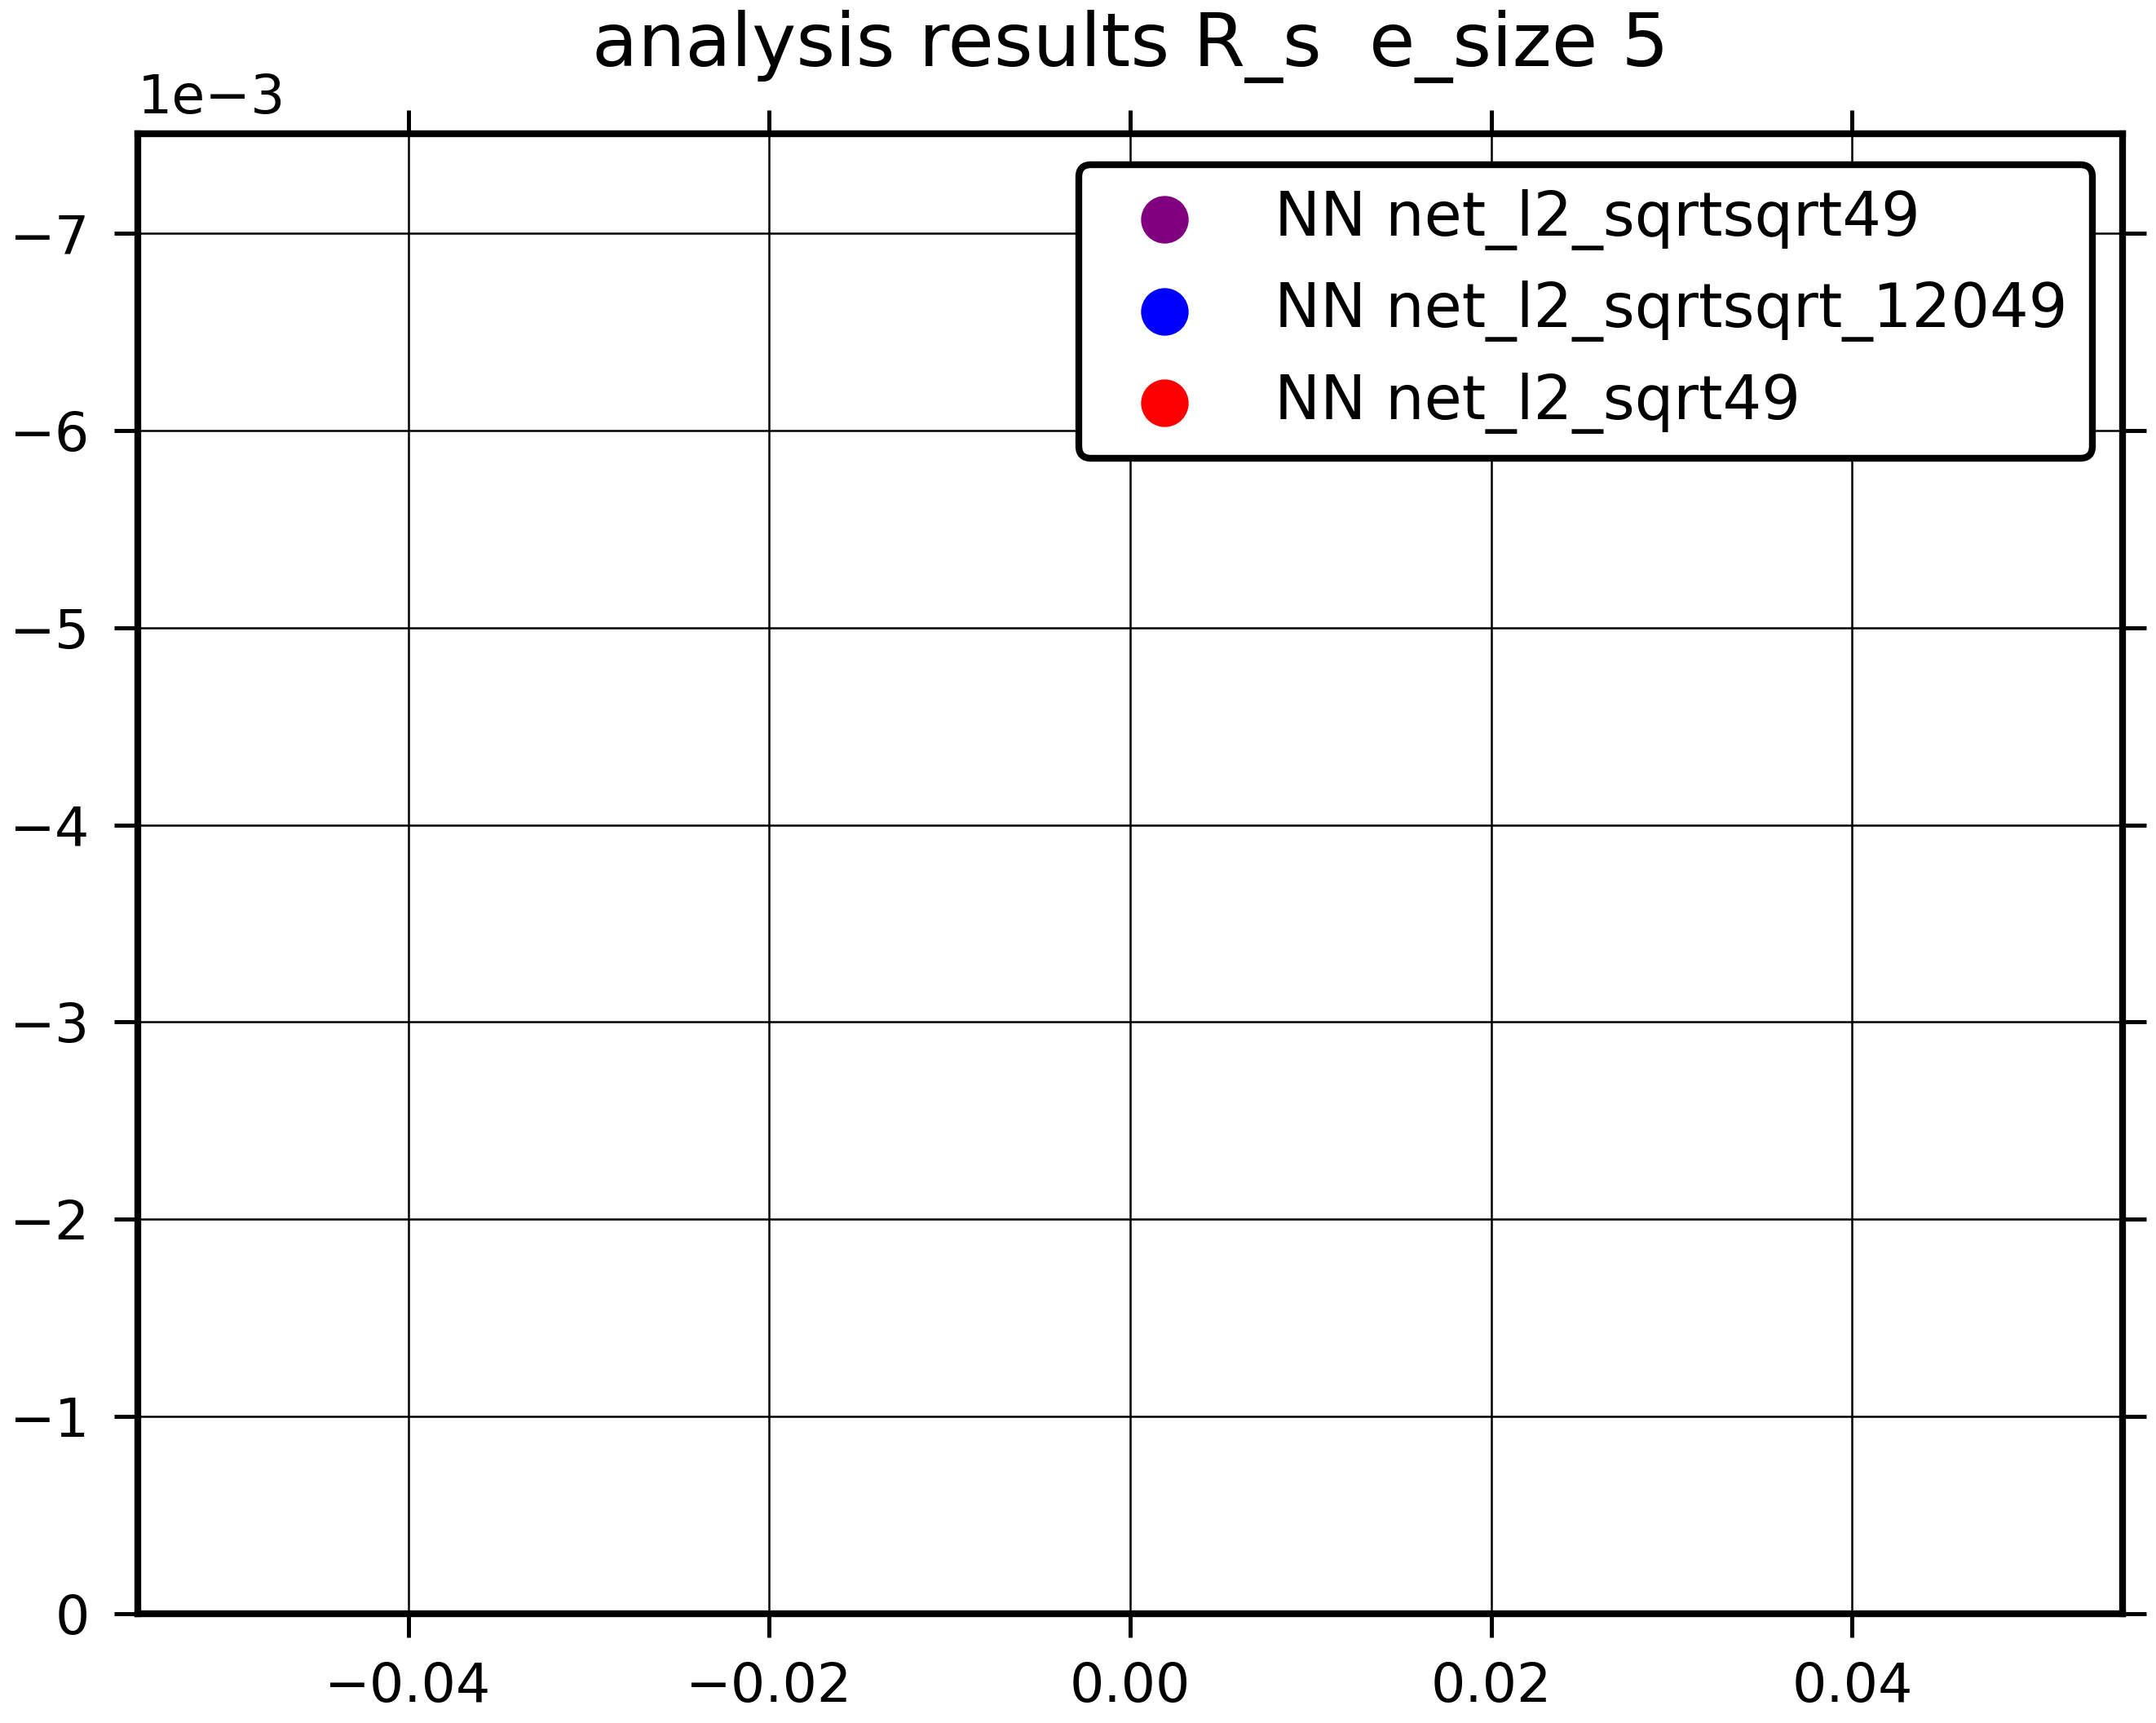 analysis results R_s  e_size 5
1e−3
NN net_l2_sqrtsqrt49
NN net_l2_sqrtsqrt_12049
NN net_l2_sqrt49
−7
−6
−5
−4
−3
−2
−1
0
−0.04 −0.02 0.00 0.02 0.04